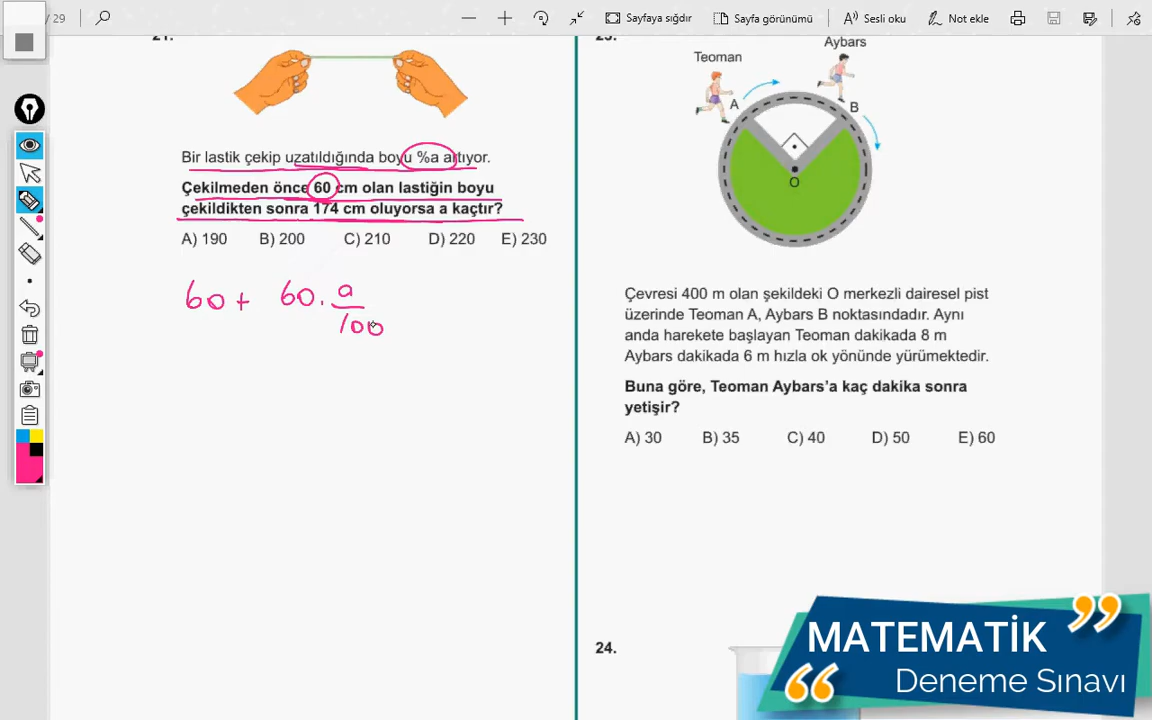 / 29
Sayfaya sığdır
Sayfa görünümü
Sesli oku
Not ekle
21.
Bir lastik çekip uzatıldığında boyu %a artıyor.
Çekilmeden önce 60 cm olan lastiğin boyu
çekildikten sonra 174 cm oluyorsa a kaçtır?
A) 190 B) 200 C) 210 D) 220 E) 230
60 + 60 . a
100
Teoman
Aybars
A
B
O
Çevresi 400 m olan şekildeki O merkezli dairesel pist
üzerinde Teoman A, Aybars B noktasındadır. Aynı
anda harekete başlayan Teoman dakikada 8 m
Aybars dakikada 6 m hızla ok yönünde yürümektedir.
Buna göre, Teoman Aybars’a kaç dakika sonra
yetişir?
A) 30 B) 35 C) 40 D) 50 E) 60
24.
MATEMATİK
Deneme Sınavı